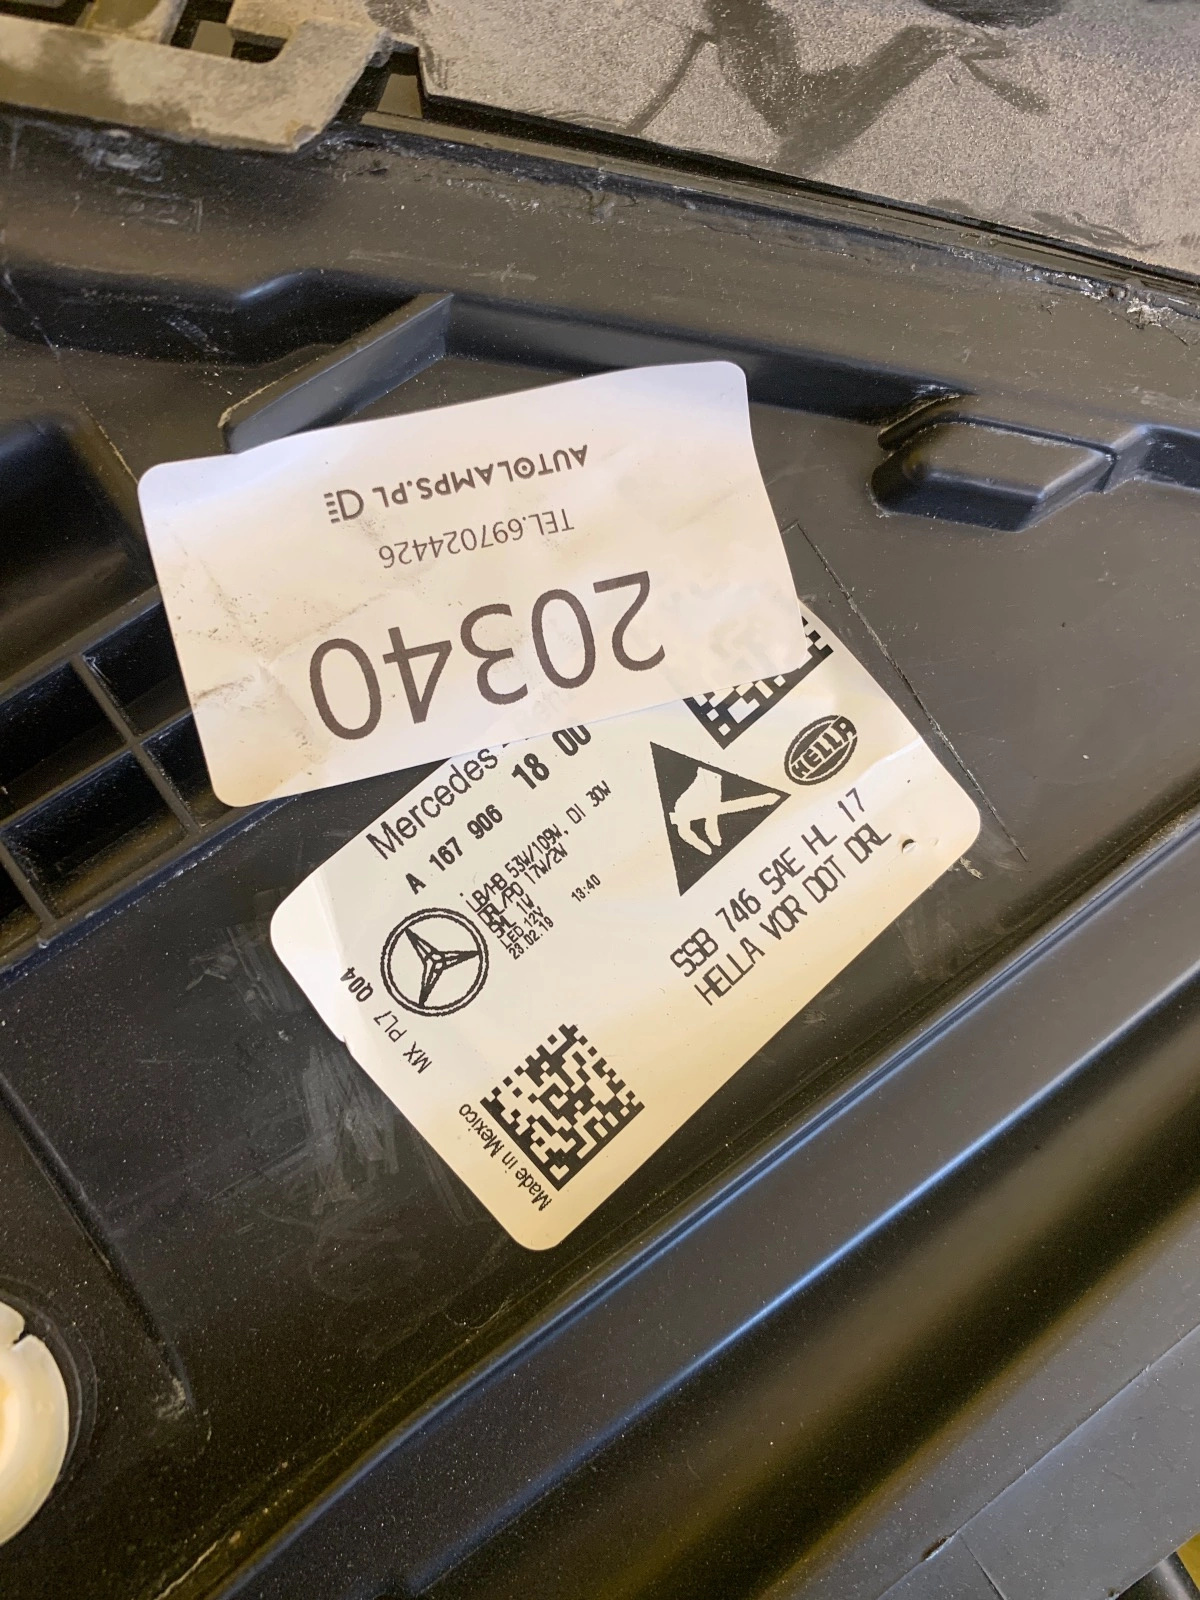 AUTOLAMPS.PL
TEL.697024426
20340
Mercedes
A 167 906 18 00
LB/HB 53W/109W, DI 30W
DRL/PO 17W/2W
SML 1W
LED 12V
23.02.19 13:40
MX PL7 Q04
Made in Mexico
HELLA
SSB 746 SAE HL 17
HELLA VOR DOT DRL